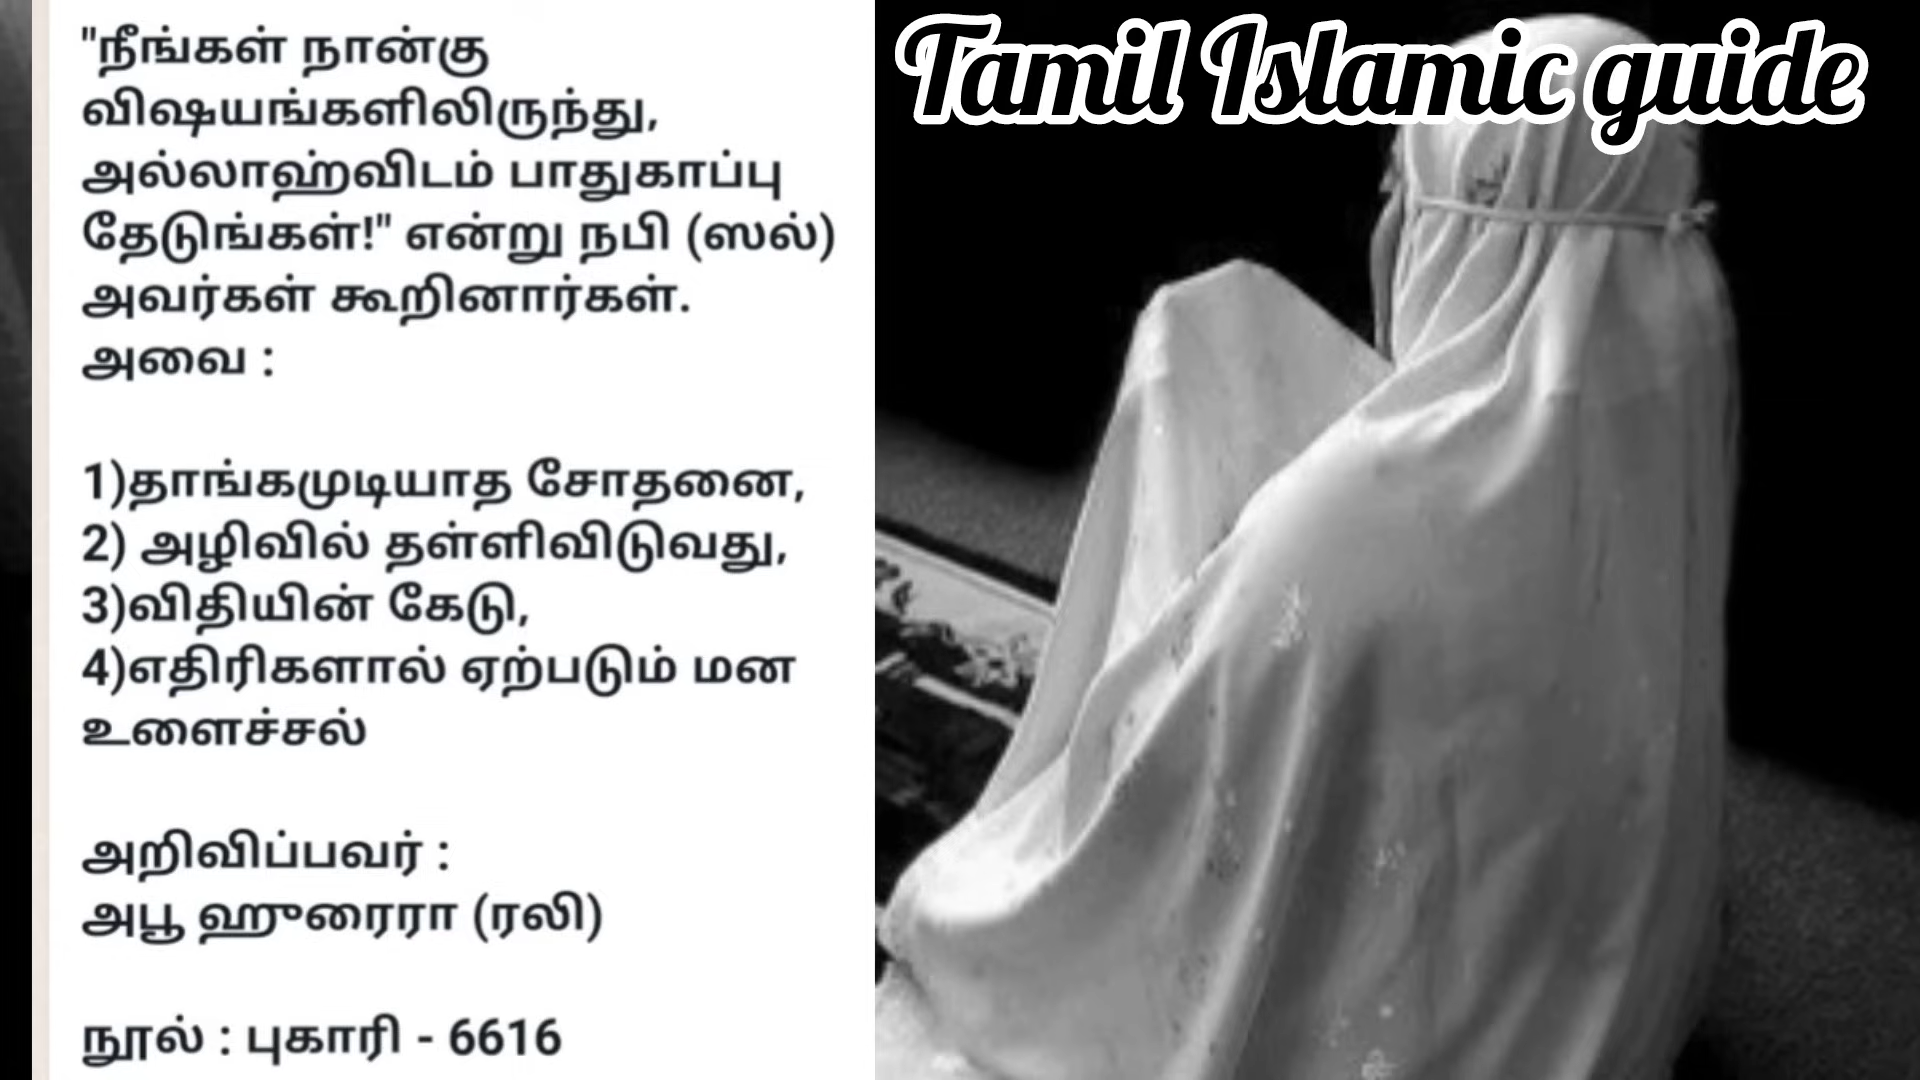 "நீங்கள் நான்கு
விஷயங்களிலிருந்து,
அல்லாஹ்விடம் பாதுகாப்பு
தேடுங்கள்!" என்று நபி (ஸல்)
அவர்கள் கூறினார்கள்.
அவை :
1)தாங்கமுடியாத சோதனை,
2) அழிவில் தள்ளிவிடுவது,
3)விதியின் கேடு,
4)எதிரிகளால் ஏற்படும் மன
உளைச்சல்
அறிவிப்பவர் :
அபூ ஹுரைரா (ரலி)
நூல் : புகாரி - 6616
Tamil Islamic guide